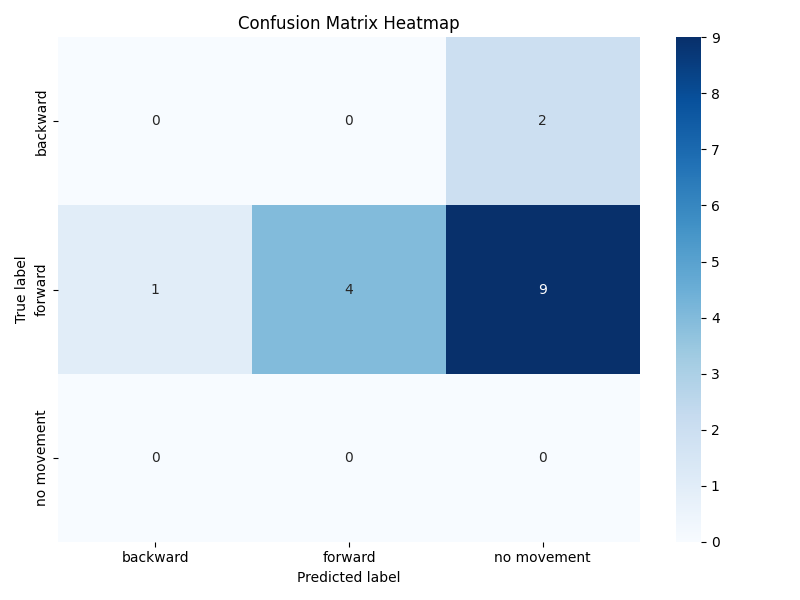 Confusion Matrix Heatmap
True label
backward
0 0 2
forward
1 4 9
no movement
0 0 0
backward forward no movement
Predicted label
9
8
7
6
5
4
3
2
1
0